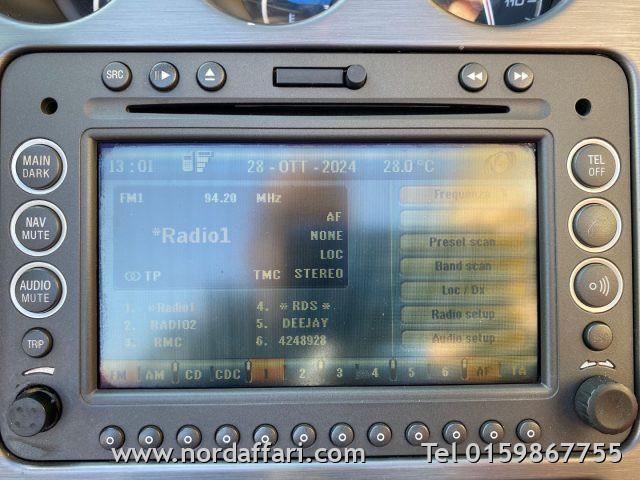 SRC
MAIN DARK
NAV MUTE
AUDIO MUTE
TRIP
TEL OFF
13:01 28-OTT-2024 28.0°C
FM1 94.20 MHz
*Radio1
AF
NONE
LOC
TP TMC STEREO
1. *Radio1 4. * RDS *
2. RADIO2 5. DEEJAY
3. RMC 6. 4248928
Frequenza
Preset scan
Band scan
Loc / Dx
Radio setup
Audio setup
FM AM CD CDC 1 2 3 4 5 6 AF TA
www.nordaffari.com Tel 0159867755